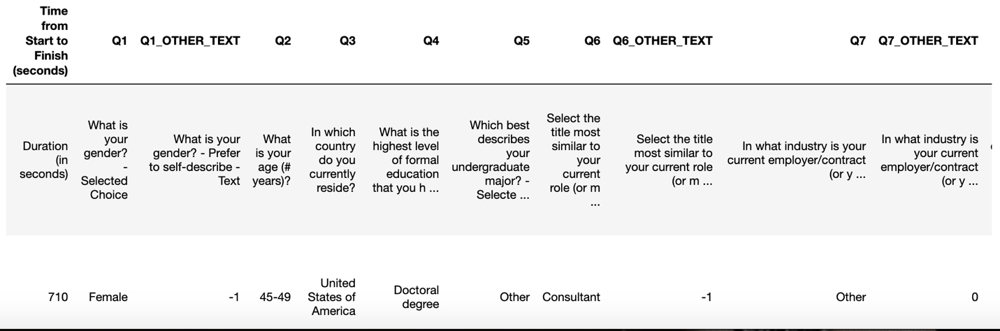 Time
from
Start to
Finish
(seconds)
Q1
Q1_OTHER_TEXT
Q2
Q3
Q4
Q5
Q6
Q6_OTHER_TEXT
Q7
Q7_OTHER_TEXT
Duration
(in
seconds)
What is
your
gender?
-
Selected
Choice
What is your
gender? - Prefer
to self-describe -
Text
What
is your
age (#
years)?
In which
country
do you
currently
reside?
What is the
highest level
of formal
education
that you h ...
Which best
describes
your
undergraduate
major? -
Selecte ...
Select the
title most
similar to
your
current
role (or m
...
Select the title
most similar to
your current role
(or m ...
In what industry is your
current employer/contract
(or y ...
In what industry is
your current
employer/contract
(or y ...
710
Female
-1
45-49
United
States of
America
Doctoral
degree
Other
Consultant
-1
Other
0